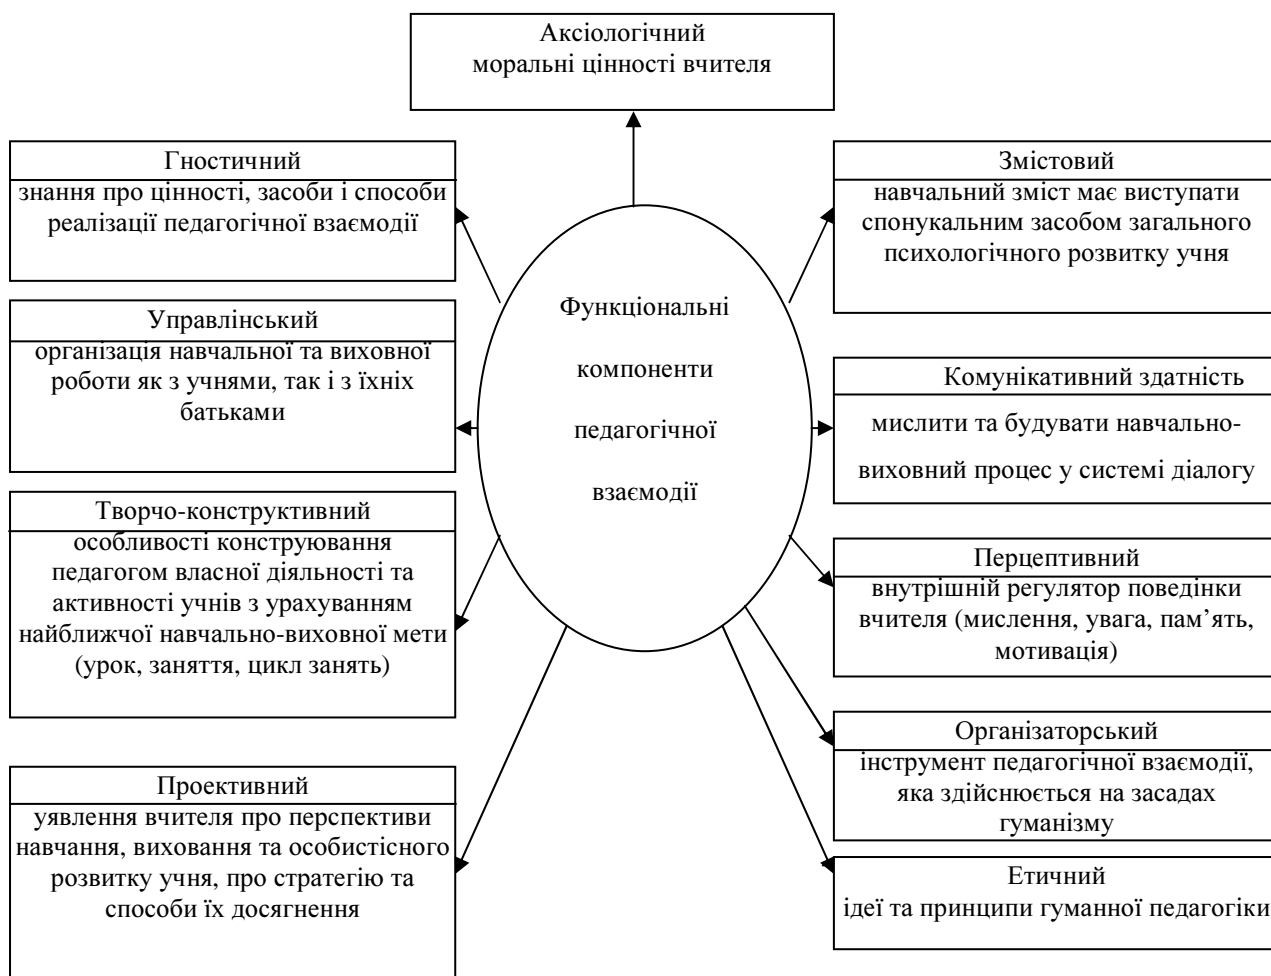 Аксіологічний
моральні цінності вчителя
Гностичний
знання про цінності, засоби і способи
реалізації педагогічної взаємодії
Управлінський
організація навчальної та виховної
роботи як з учнями, так і з їхніх
батьками
Творчо-конструктивний
особливості конструювання
педагогом власної діяльності та
активності учнів з урахуванням
найближчої навчально-виховної мети
(урок, заняття, цикл занять)
Проективний
уявлення вчителя про перспективи
навчання, виховання та особистісного
розвитку учня, про стратегію та
способи їх досягнення
Функціональні
компоненти
педагогічної
взаємодії
Змістовий
навчальний зміст має виступати
спонукальним засобом загального
психологічного розвитку учня
Комунікативний здатність
мислити та будувати навчально-
виховний процес у системі діалогу
Перцептивний
внутрішній регулятор поведінки
вчителя (мислення, увага, пам’ять,
мотивація)
Організаторський
інструмент педагогічної взаємодії,
яка здійснюється на засадах
гуманізму
Етичний
ідеї та принципи гуманної педагогіки